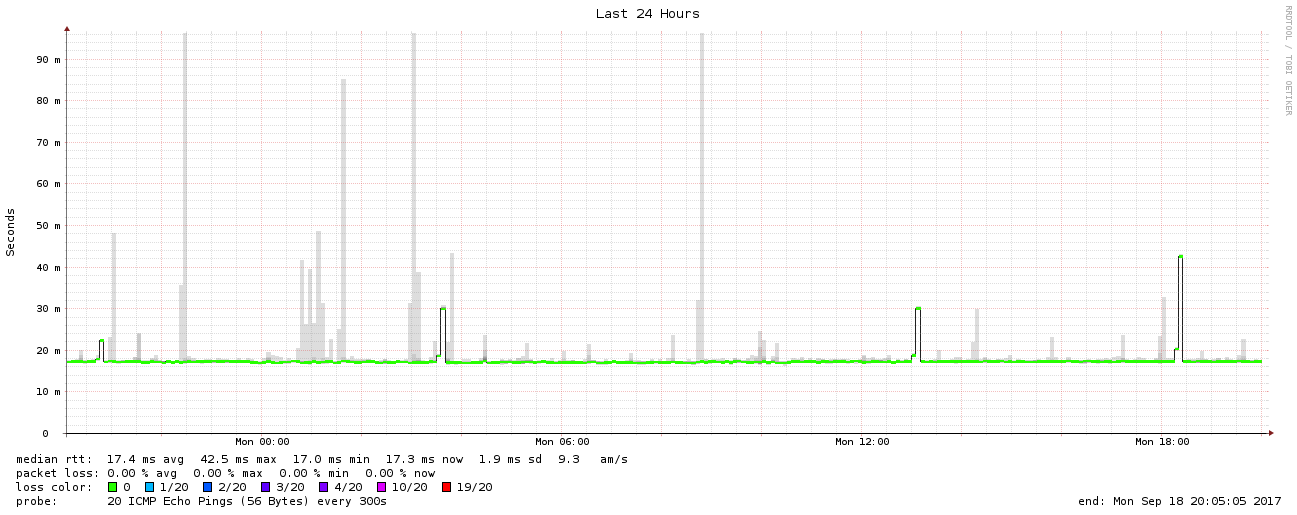 Last 24 Hours
RRDTOOL / TOBI OETIKER
Seconds
90 m
80 m
70 m
60 m
50 m
40 m
30 m
20 m
10 m
0
Mon 00:00 Mon 06:00 Mon 12:00 Mon 18:00
median rtt: 17.4 ms avg 42.5 ms max 17.0 ms min 17.3 ms now 1.9 ms sd 9.3 am/s
packet loss: 0.00 % avg 0.00 % max 0.00 % min 0.00 % now
loss color: 0 1/20 2/20 3/20 4/20 10/20 19/20
probe: 20 ICMP Echo Pings (56 Bytes) every 300s end: Mon Sep 18 20:05:05 2017